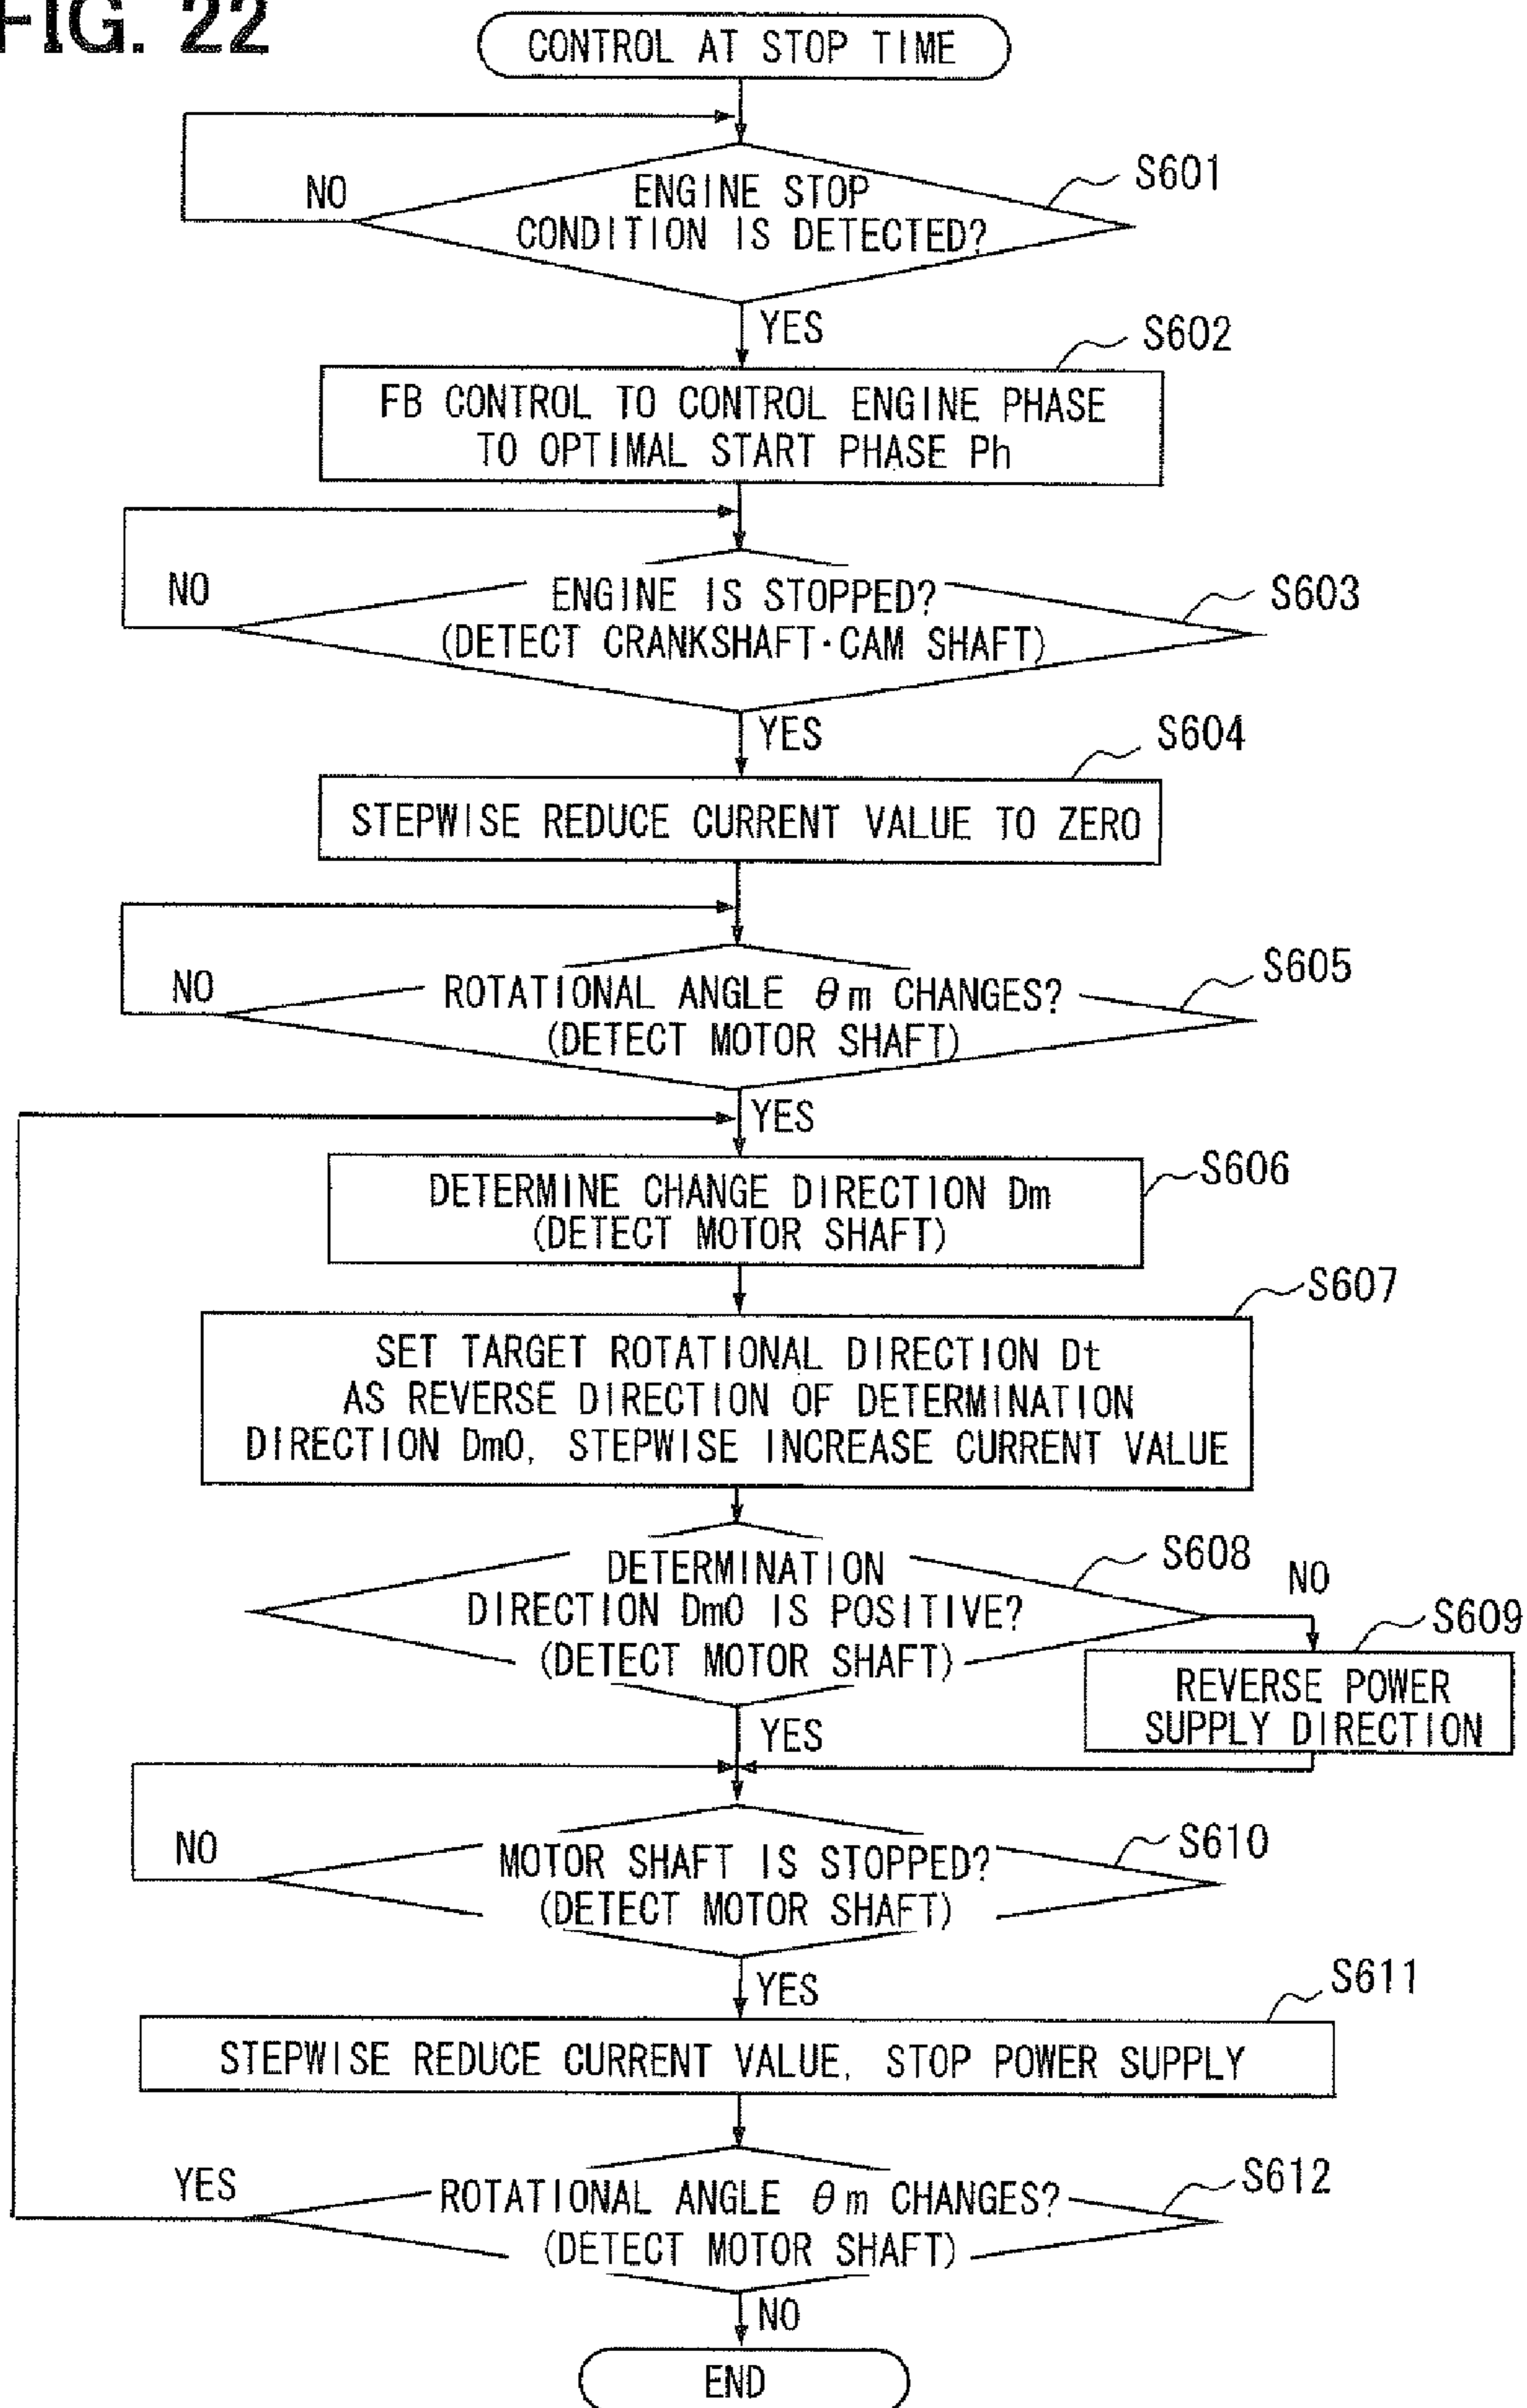 FIG. 22
CONTROL AT STOP TIME
NO
ENGINE STOP
CONDITION IS DETECTED?
S601
YES
S602
FB CONTROL TO CONTROL ENGINE PHASE
TO OPTIMAL START PHASE Ph
NO
ENGINE IS STOPPED?
(DETECT CRANKSHAFT·CAM SHAFT)
S603
YES
S604
STEPWISE REDUCE CURRENT VALUE TO ZERO
NO
ROTATIONAL ANGLE θm CHANGES?
(DETECT MOTOR SHAFT)
S605
YES
S606
DETERMINE CHANGE DIRECTION Dm
(DETECT MOTOR SHAFT)
S607
SET TARGET ROTATIONAL DIRECTION Dt
AS REVERSE DIRECTION OF DETERMINATION
DIRECTION Dm0, STEPWISE INCREASE CURRENT VALUE
DETERMINATION
DIRECTION Dm0 IS POSITIVE?
(DETECT MOTOR SHAFT)
S608
NO
S609
REVERSE POWER
SUPPLY DIRECTION
YES
NO
MOTOR SHAFT IS STOPPED?
(DETECT MOTOR SHAFT)
S610
YES
S611
STEPWISE REDUCE CURRENT VALUE, STOP POWER SUPPLY
YES
ROTATIONAL ANGLE θm CHANGES?
(DETECT MOTOR SHAFT)
S612
NO
END